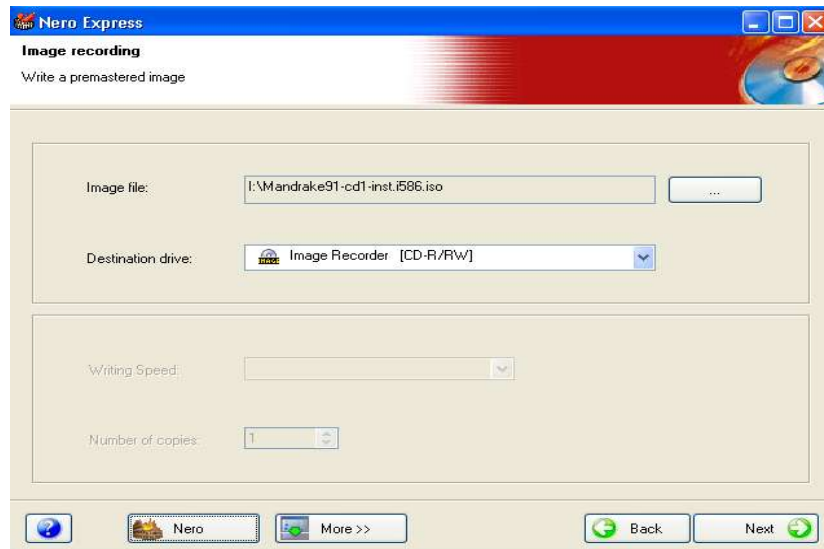 Nero Express
Image recording
Write a premastered image
Image file:
I:\Mandrake91-cd1-inst.i586.iso
...
Destination drive:
Image Recorder [CD-R/RW]
Writing Speed:
Number of copies:
1
? Nero More >> Back Next